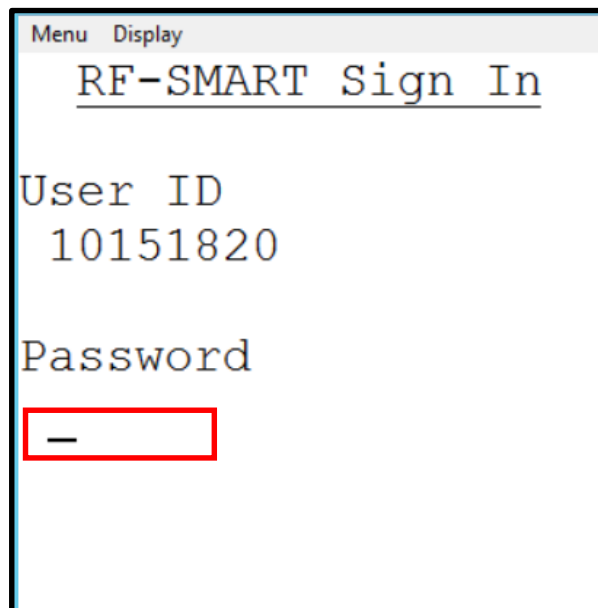 Menu Display
RF-SMART Sign In
User ID
10151820
Password
_